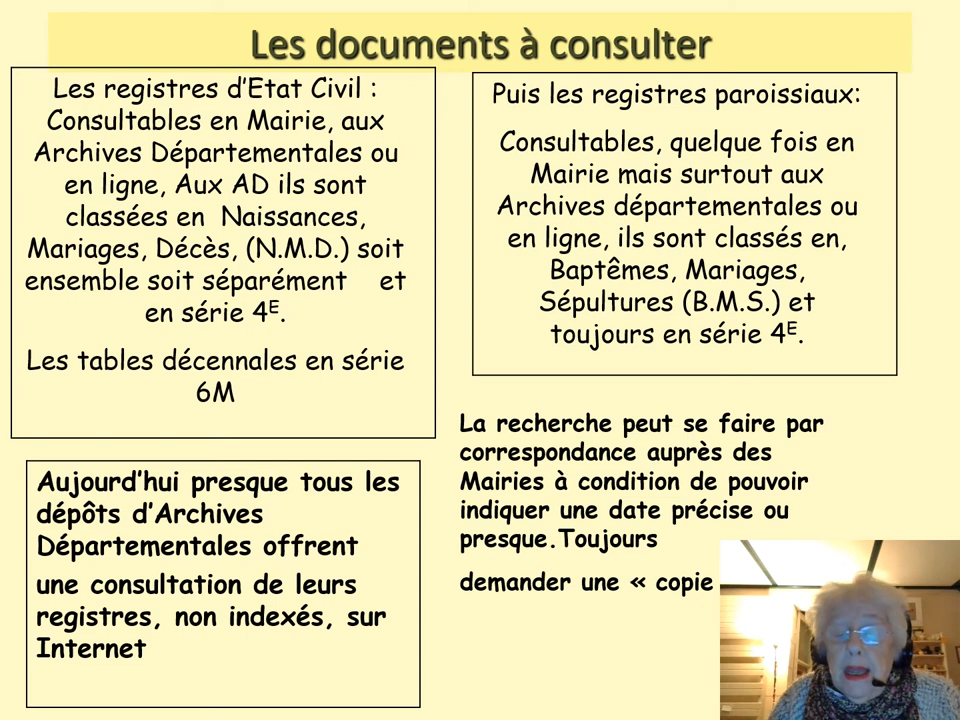 Les documents à consulter
Les registres d'Etat Civil :
Consultables en Mairie, aux
Archives Départementales ou
en ligne, Aux AD ils sont
classées en Naissances,
Mariages, Décès, (N.M.D.) soit
ensemble soit séparément et
en série 4E.
Les tables décennales en série
6M
Puis les registres paroissiaux:
Consultables, quelque fois en
Mairie mais surtout aux
Archives départementales ou
en ligne, ils sont classés en,
Baptêmes, Mariages,
Sépultures (B.M.S.) et
toujours en série 4E.
Aujourd'hui presque tous les
dépôts d'Archives
Départementales offrent
une consultation de leurs
registres, non indexés, sur
Internet
La recherche peut se faire par
correspondance auprès des
Mairies à condition de pouvoir
indiquer une date précise ou
presque.Toujours
demander une « copie